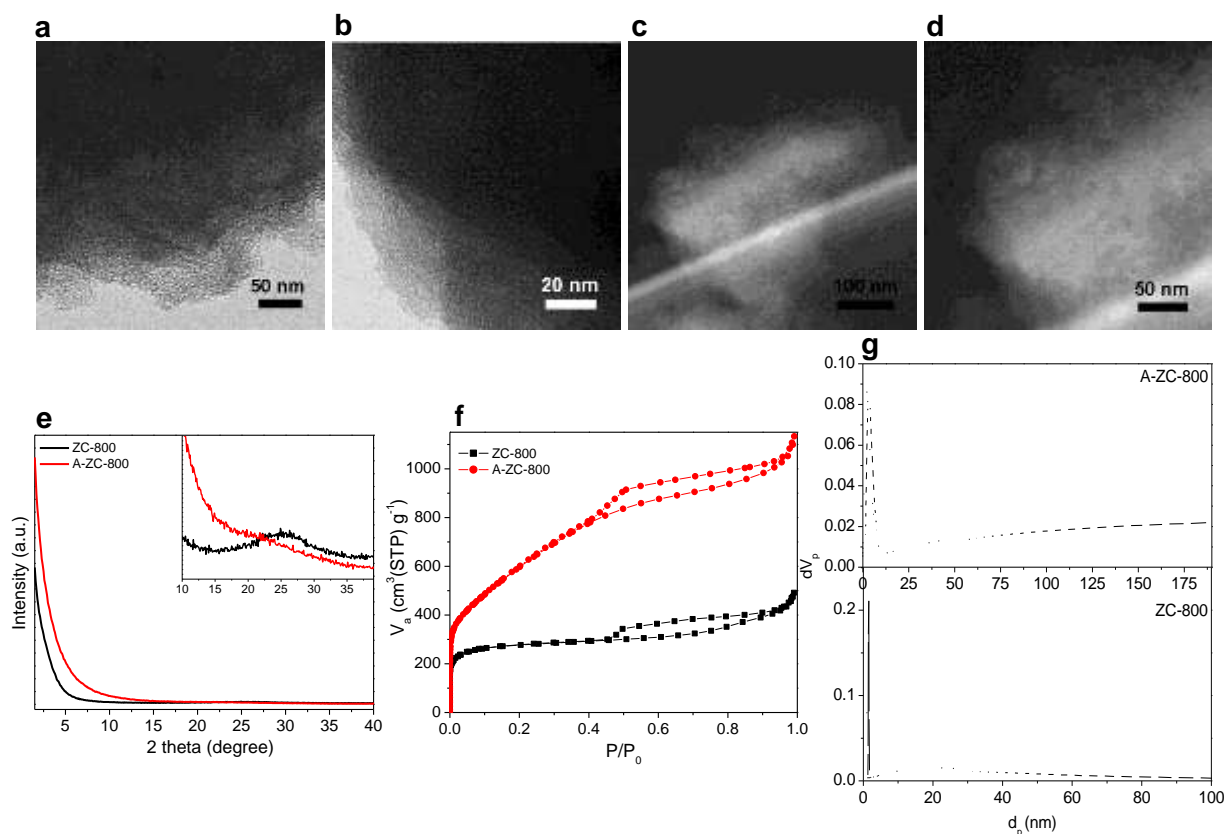 a
b
c
d
50 nm
20 nm
100 nm
50 nm
e
ZC-800
A-ZC-800
10 15 20 25 30 35
Intensity (a.u.)
5 10 15 20 25 30 35 40
2 theta (degree)
f
ZC-800
A-ZC-800
1000
800
600
400
200
0
V_a (cm³(STP) g⁻¹)
0.0 0.2 0.4 0.6 0.8 1.0
P/P₀
g
A-ZC-800
0.10
0.08
0.06
0.04
0.02
0.00
0 25 50 75 100 125 150 175
dVₚ
ZC-800
0.2
0.1
0.0
0 20 40 60 80 100
dₚ(nm)